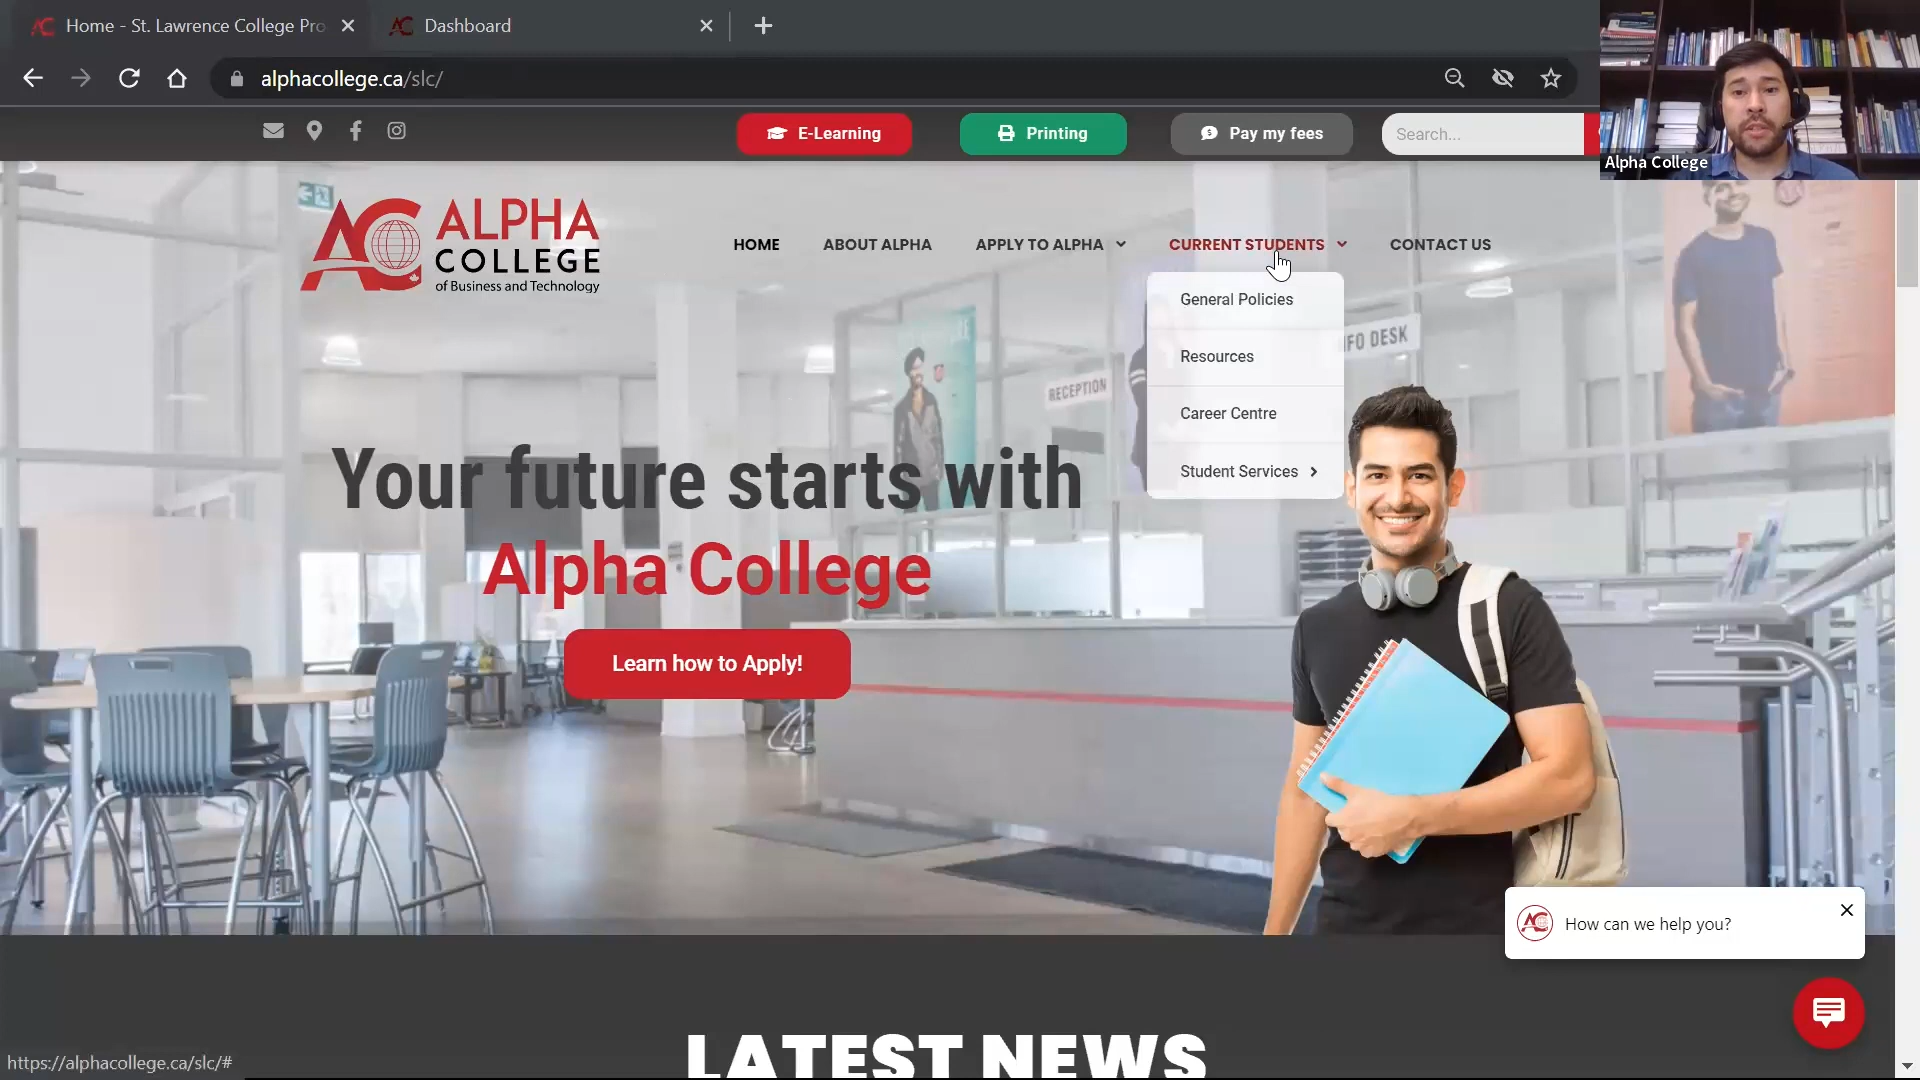 Home - St. Lawrence College Pro
Dashboard
alphacollege.ca/slc/
E-Learning
Printing
Pay my fees
Search...
Alpha College
ALPHA
COLLEGE
of Business and Technology
HOME
ABOUT ALPHA
APPLY TO ALPHA
CURRENT STUDENTS
CONTACT US
General Policies
Resources
Career Centre
Student Services
RECEPTION
NFO DESK
Your future starts with
Alpha College
Learn how to Apply!
How can we help you?
LATEST NEWS
https://alphacollege.ca/slc/#